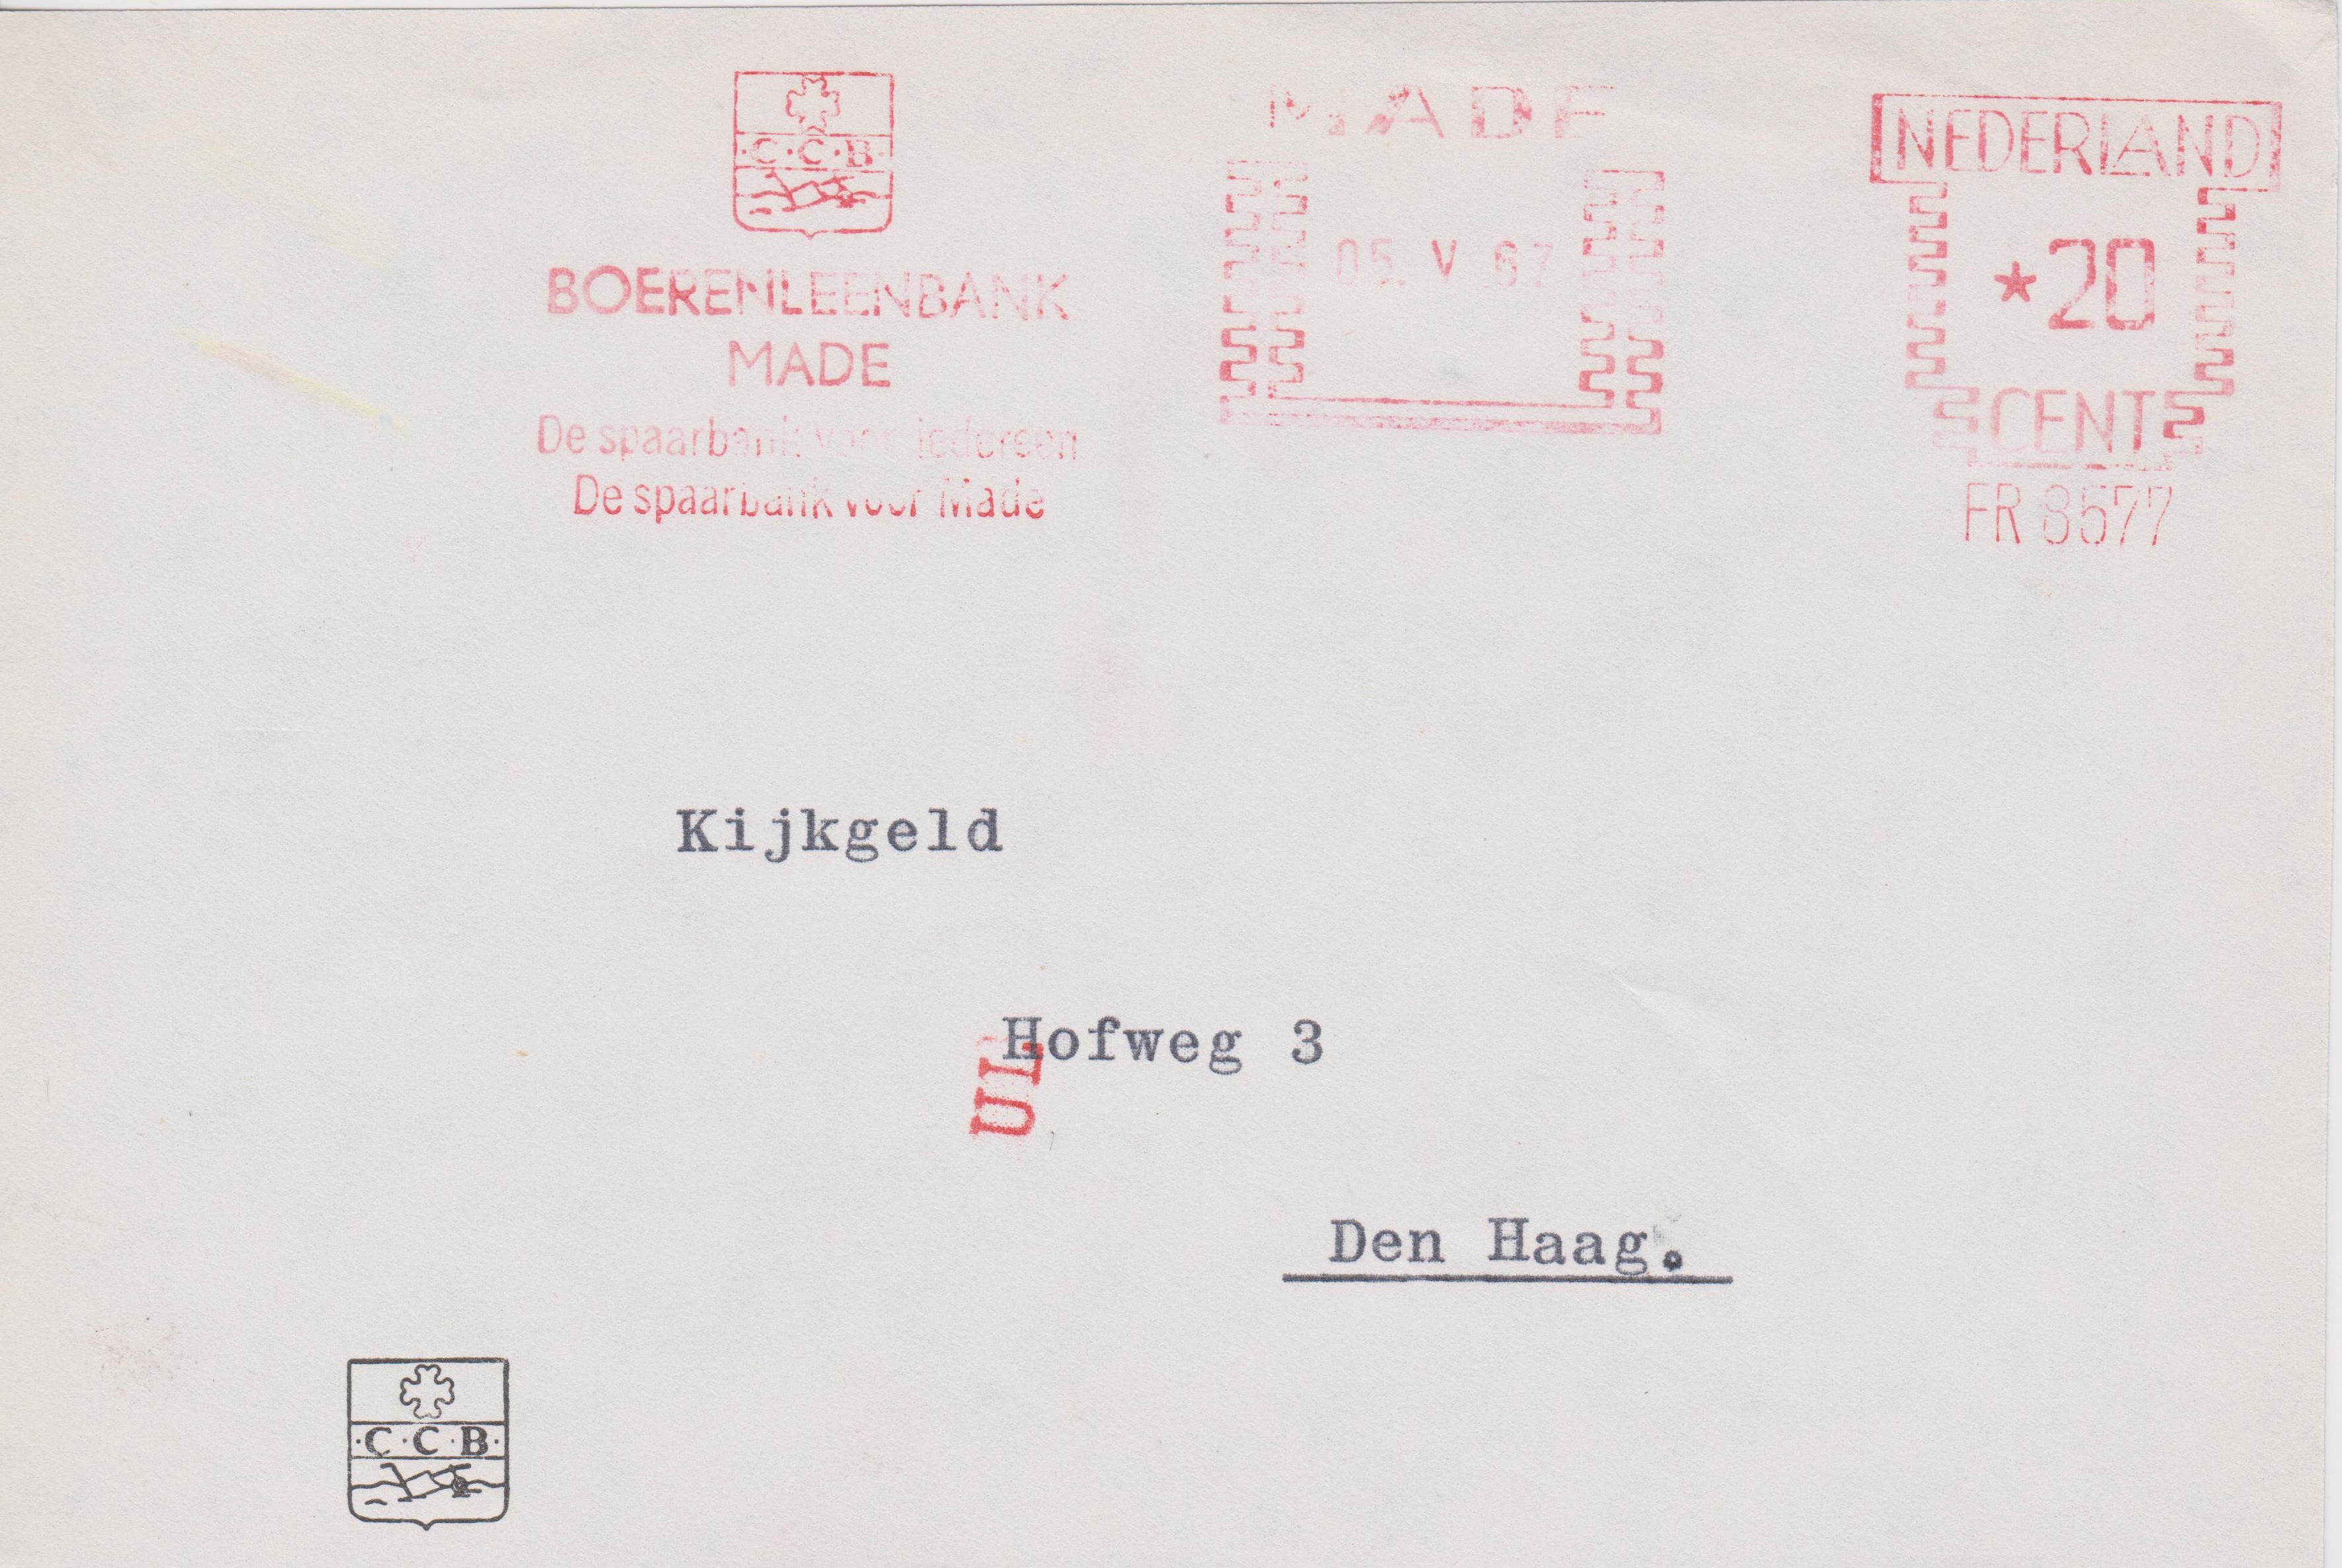 ·C·C·B·
BOERENLEENBANK
MADE
De spaarbank voor iedereen
De spaarbank voor Made
MADE
05. V 67
NEDERLAND
*20
CENT
FR 8577
Kijkgeld
Hofweg 3
UL
Den Haag.
·C·C·B·